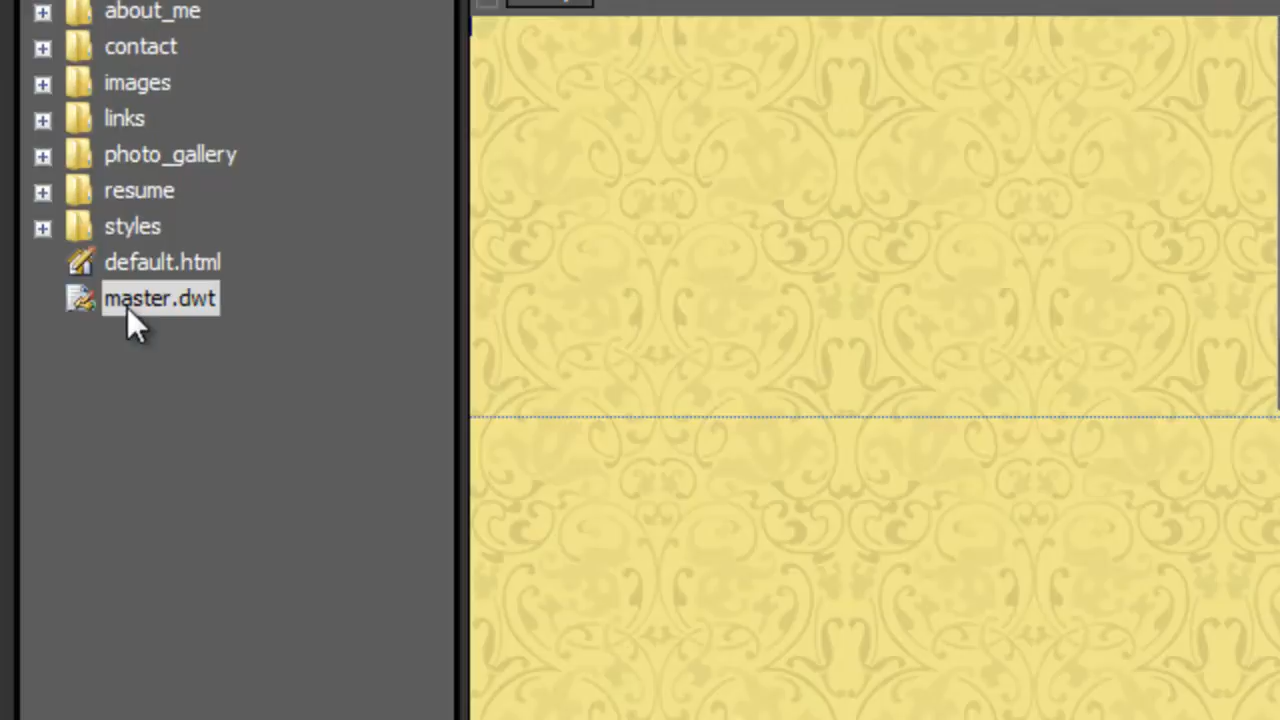 about_me
contact
images
links
photo_gallery
resume
styles
default.html
master.dwt